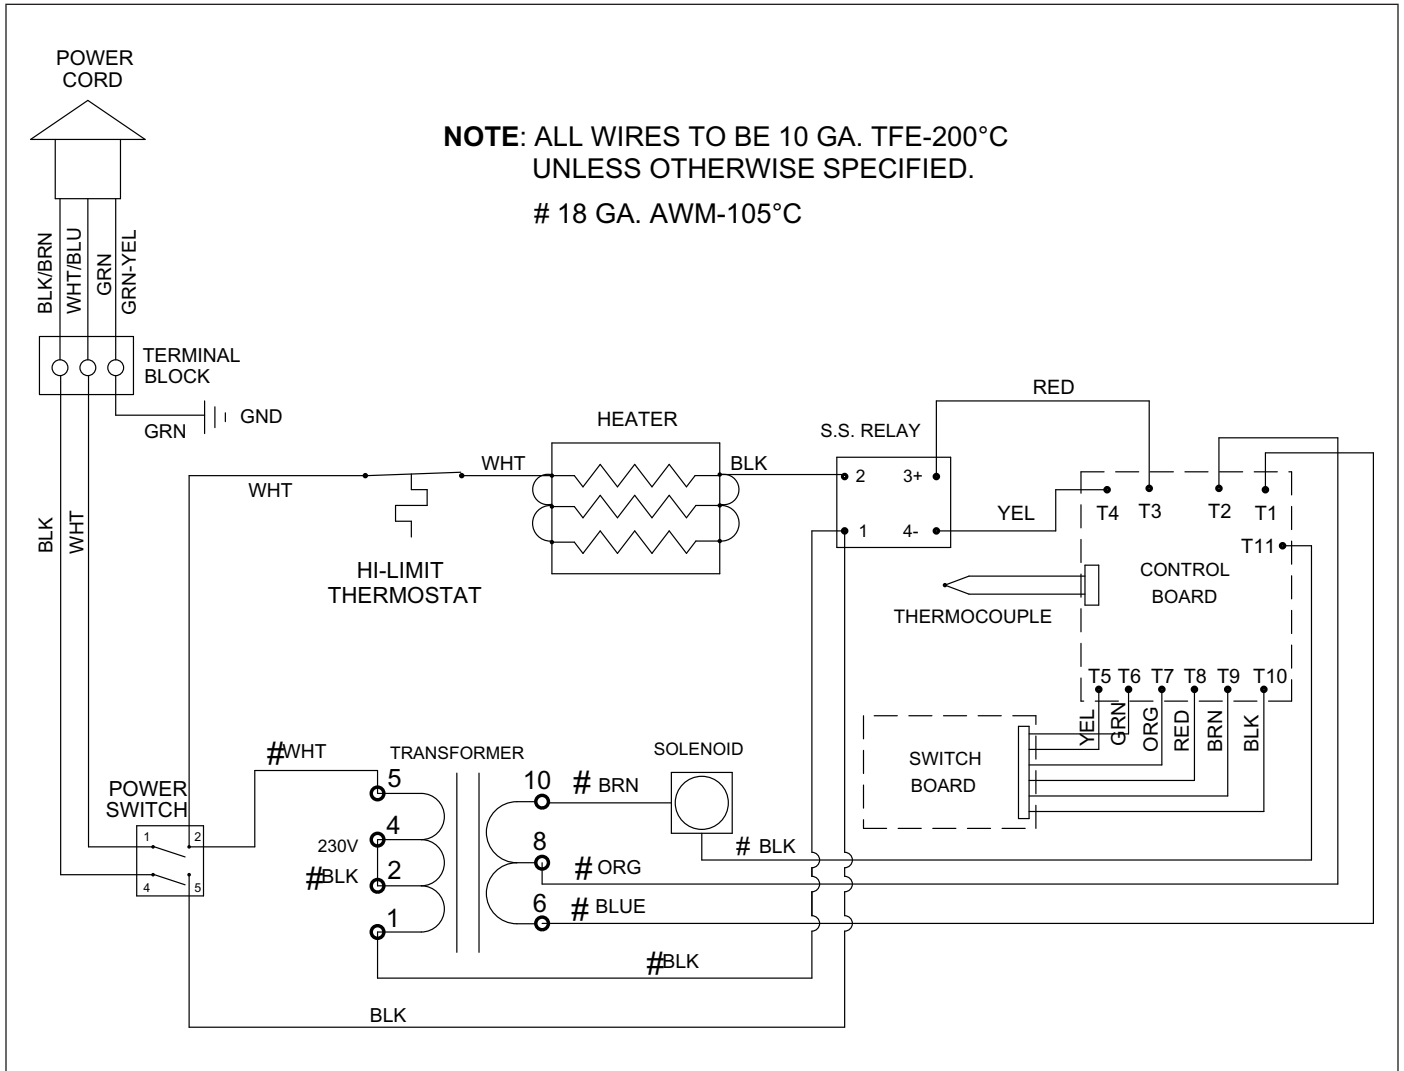 POWER
CORD
NOTE: ALL WIRES TO BE 10 GA. TFE-200°C
UNLESS OTHERWISE SPECIFIED.
# 18 GA. AWM-105°C
BLK/BRN
WHT/BLU
GRN
GRN-YEL
TERMINAL
BLOCK
GND
GRN
BLK
WHT
WHT
HI-LIMIT
THERMOSTAT
WHT
HEATER
BLK
S.S. RELAY
2 3+
1 4-
RED
YEL
T4 T3 T2 T1
T11
CONTROL
BOARD
THERMOCOUPLE
T5 T6 T7 T8 T9 T10
YEL
GRN
ORG
RED
BRN
BLK
SWITCH
BOARD
POWER
SWITCH
1 2
4 5
#WHT
TRANSFORMER
5
4
230V
2
#BLK
1
10
8
6
SOLENOID
# BRN
# BLK
# ORG
# BLUE
#BLK
BLK